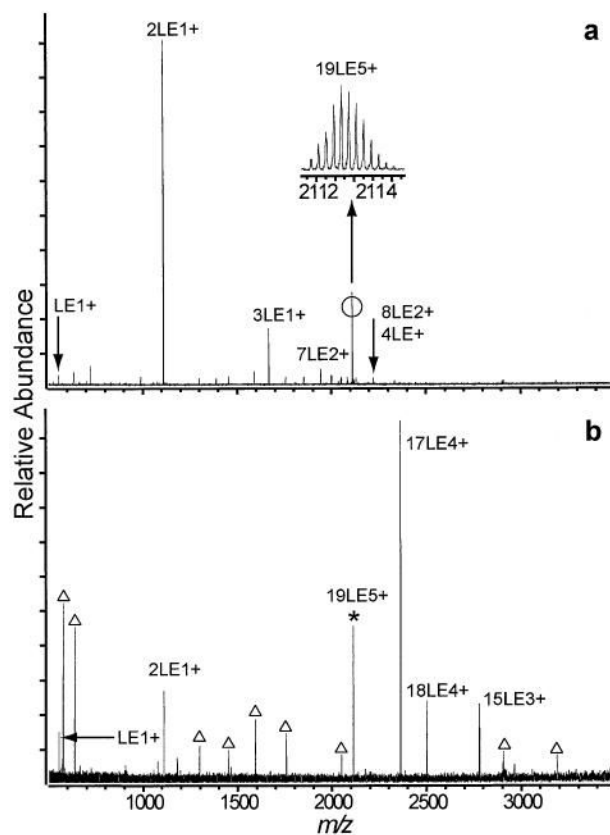 2LE1+
a
19LE5+
2112 2114
LE1+
3LE1+
8LE2+
4LE+
7LE2+
Relative Abundance
b
17LE4+
19LE5+
*
2LE1+
18LE4+
15LE3+
LE1+
1000 1500 2000 2500 3000
m/z